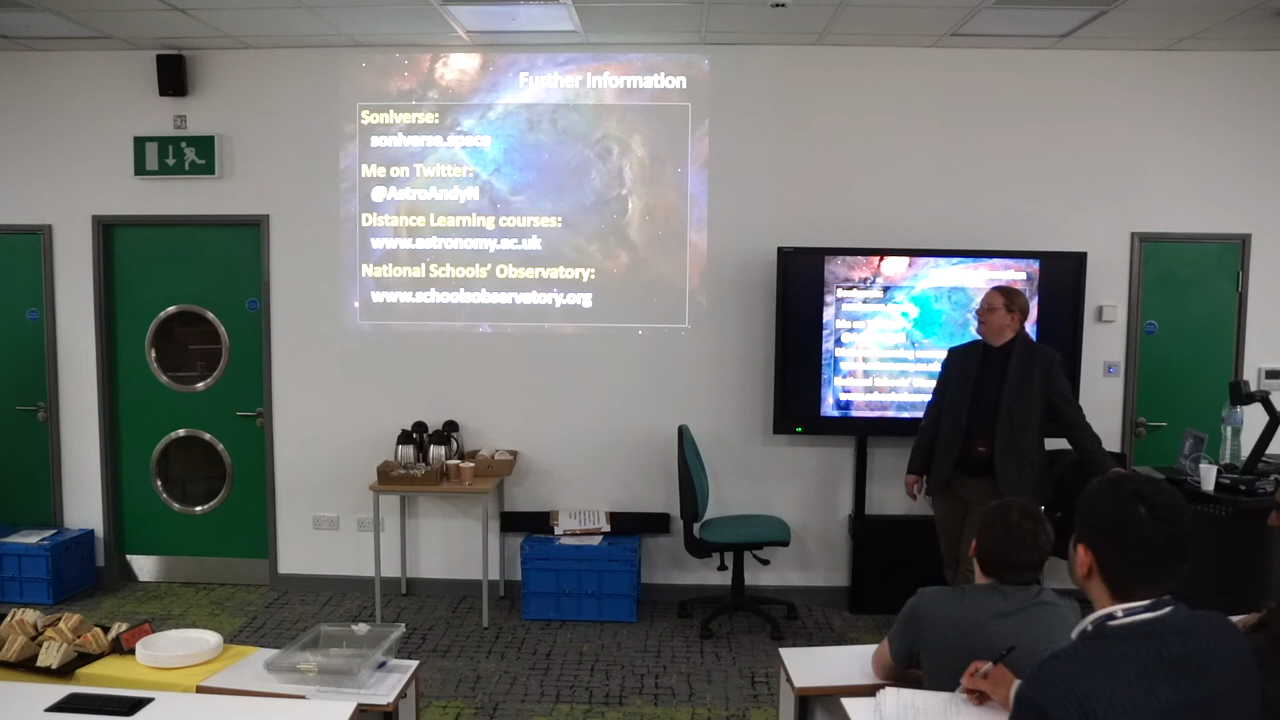 Further Information
Soniverse:
soniverse.space
Me on Twitter:
@AstroAndyN
Distance Learning courses:
www.astronomy.ac.uk
National Schools' Observatory:
www.schoolsobservatory.org